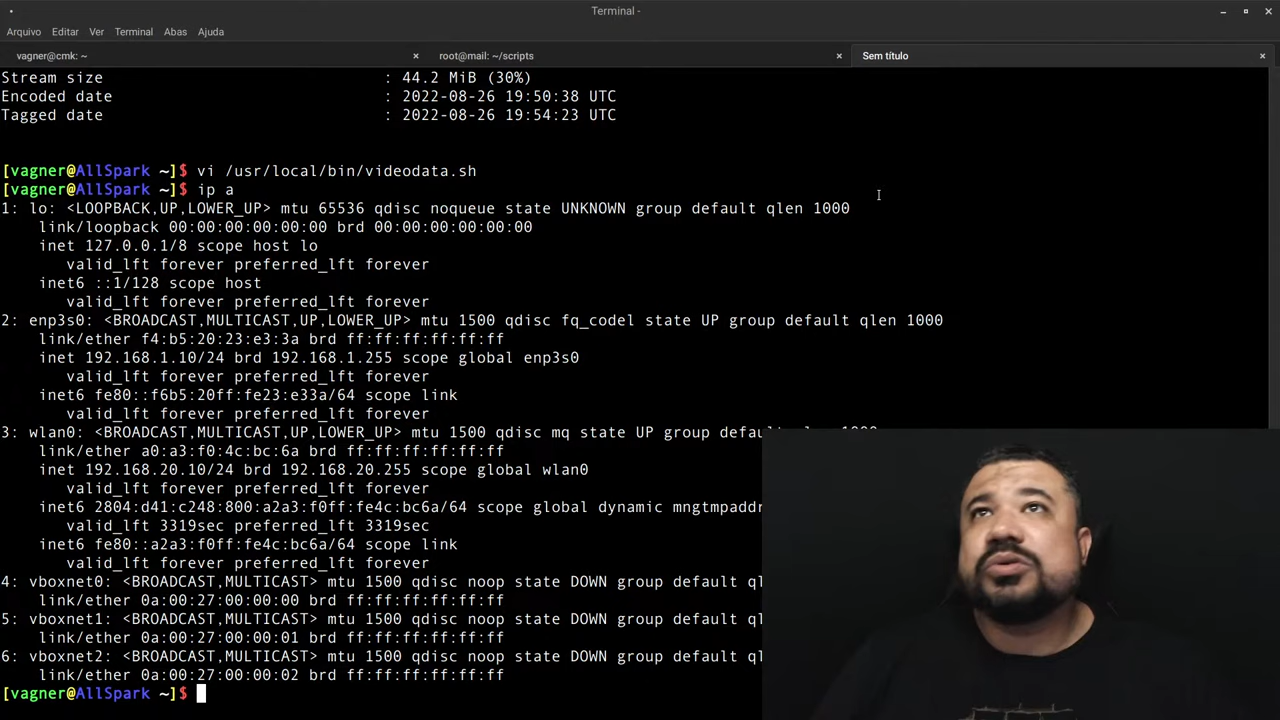 Terminal -
Arquivo Editar Ver Terminal Abas Ajuda
vagner@cmk: ~ root@mail: ~/scripts Sem título
Stream size : 44.2 MiB (30%)
Encoded date : 2022-08-26 19:50:38 UTC
Tagged date : 2022-08-26 19:54:23 UTC
[vagner@AllSpark ~]$ vi /usr/local/bin/videodata.sh
[vagner@AllSpark ~]$ ip a
1: lo: <LOOPBACK,UP,LOWER_UP> mtu 65536 qdisc noqueue state UNKNOWN group default qlen 1000
link/loopback 00:00:00:00:00:00 brd 00:00:00:00:00:00
inet 127.0.0.1/8 scope host lo
valid_lft forever preferred_lft forever
inet6 ::1/128 scope host
valid_lft forever preferred_lft forever
2: enp3s0: <BROADCAST,MULTICAST,UP,LOWER_UP> mtu 1500 qdisc fq_codel state UP group default qlen 1000
link/ether f4:b5:20:23:e3:3a brd ff:ff:ff:ff:ff:ff
inet 192.168.1.10/24 brd 192.168.1.255 scope global enp3s0
valid_lft forever preferred_lft forever
inet6 fe80::f6b5:20ff:fe23:e33a/64 scope link
valid_lft forever preferred_lft forever
3: wlan0: <BROADCAST,MULTICAST,UP,LOWER_UP> mtu 1500 qdisc mq state UP group default qlen 1000
link/ether a0:a3:f0:4c:bc:6a brd ff:ff:ff:ff:ff:ff
inet 192.168.20.10/24 brd 192.168.20.255 scope global wlan0
valid_lft forever preferred_lft forever
inet6 2804:d41:c248:800:a2a3:f0ff:fe4c:bc6a/64 scope global dynamic mngtmpaddr
valid_lft 3319sec preferred_lft 3319sec
inet6 fe80::a2a3:f0ff:fe4c:bc6a/64 scope link
valid_lft forever preferred_lft forever
4: vboxnet0: <BROADCAST,MULTICAST> mtu 1500 qdisc noop state DOWN group default ql
link/ether 0a:00:27:00:00:00 brd ff:ff:ff:ff:ff:ff
5: vboxnet1: <BROADCAST,MULTICAST> mtu 1500 qdisc noop state DOWN group default ql
link/ether 0a:00:27:00:00:01 brd ff:ff:ff:ff:ff:ff
6: vboxnet2: <BROADCAST,MULTICAST> mtu 1500 qdisc noop state DOWN group default ql
link/ether 0a:00:27:00:00:02 brd ff:ff:ff:ff:ff:ff
[vagner@AllSpark ~]$